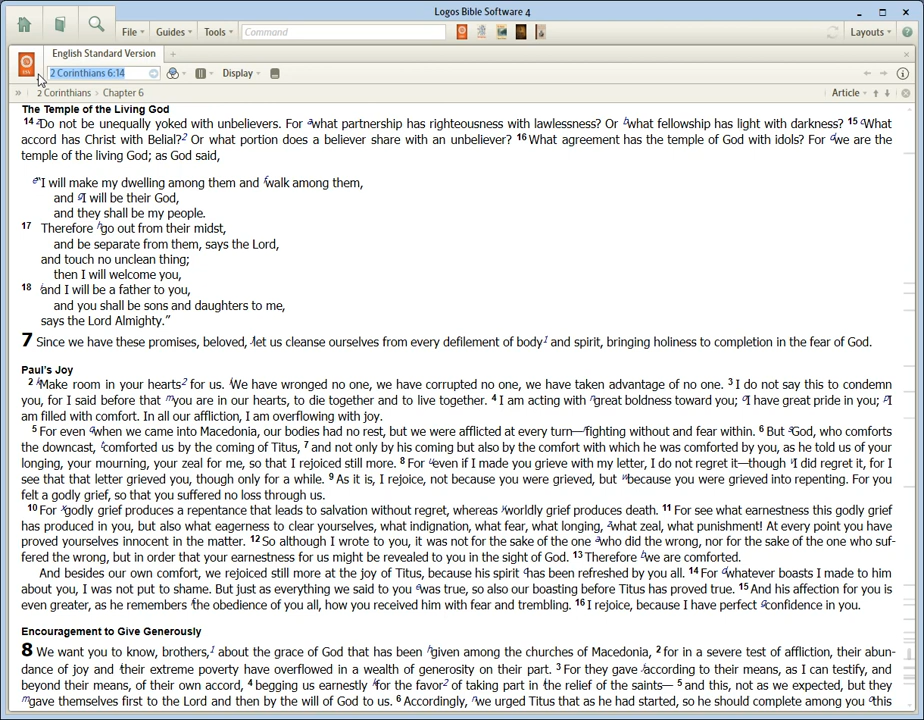 Logos Bible Software 4
File Guides Tools Command Layouts
English Standard Version
2 Corinthians 6:14 Display
» 2 Corinthians › Chapter 6 Article
The Temple of the Living God
14 Do not be unequally yoked with unbelievers. For a what partnership has righteousness with lawlessness? Or b what fellowship has light with darkness? 15 c What
accord has Christ with Belial?2 Or what portion does a believer share with an unbeliever? 16 What agreement has the temple of God with idols? For d we are the
temple of the living God; as God said,
e “I will make my dwelling among them and f walk among them,
and g I will be their God,
and they shall be my people.
17 Therefore h go out from their midst,
and be separate from them, says the Lord,
and touch no unclean thing;
then I will welcome you,
18 i and I will be a father to you,
and you shall be sons and daughters to me,
says the Lord Almighty.”
7 Since we have these promises, beloved, let us cleanse ourselves from every defilement of body1 and spirit, bringing holiness to completion in the fear of God.
Paul’s Joy
2 k Make room in your hearts2 for us. l We have wronged no one, we have corrupted no one, we have taken advantage of no one. 3 I do not say this to condemn
you, for I said before that m you are in our hearts, to die together and to live together. 4 I am acting with n great boldness toward you; o I have great pride in you; p I
am filled with comfort. In all our affliction, I am overflowing with joy.
5 For even q when we came into Macedonia, our bodies had no rest, but we were afflicted at every turn—r fighting without and fear within. 6 But s God, who comforts
the downcast, t comforted us by the coming of Titus, 7 and not only by his coming but also by the comfort with which he was comforted by you, as he told us of your
longing, your mourning, your zeal for me, so that I rejoiced still more. 8 For u even if I made you grieve with my letter, I do not regret it—though v I did regret it, for I
see that that letter grieved you, though only for a while. 9 As it is, I rejoice, not because you were grieved, but w because you were grieved into repenting. For you
felt a godly grief, so that you suffered no loss through us.
10 For x godly grief produces a repentance that leads to salvation without regret, whereas y worldly grief produces death. 11 For see what earnestness this godly grief
has produced in you, but also what eagerness to clear yourselves, what indignation, what fear, what longing, z what zeal, what punishment! At every point you have
proved yourselves innocent in the matter. 12 So although I wrote to you, it was not for the sake of the one a who did the wrong, nor for the sake of the one who suf-
fered the wrong, but in order that your earnestness for us might be revealed to you in the sight of God. 13 Therefore b we are comforted.
And besides our own comfort, we rejoiced still more at the joy of Titus, because his spirit c has been refreshed by you all. 14 For d whatever boasts I made to him
about you, I was not put to shame. But just as everything we said to you e was true, so also our boasting before Titus has proved true. 15 And his affection for you is
even greater, as he remembers f the obedience of you all, how you received him with fear and trembling. 16 I rejoice, because I have perfect g confidence in you.
Encouragement to Give Generously
8 We want you to know, brothers,1 about the grace of God that has been h given among the churches of Macedonia, 2 for in a severe test of affliction, their abun-
dance of joy and i their extreme poverty have overflowed in a wealth of generosity on their part. 3 For they gave j according to their means, as I can testify, and
beyond their means, of their own accord, 4 begging us earnestly k for the favor2 of taking part in l the relief of the saints— 5 and this, not as we expected, but they
m gave themselves first to the Lord and then by the will of God to us. 6 Accordingly, n we urged Titus that as he had started, so he should complete among you o this